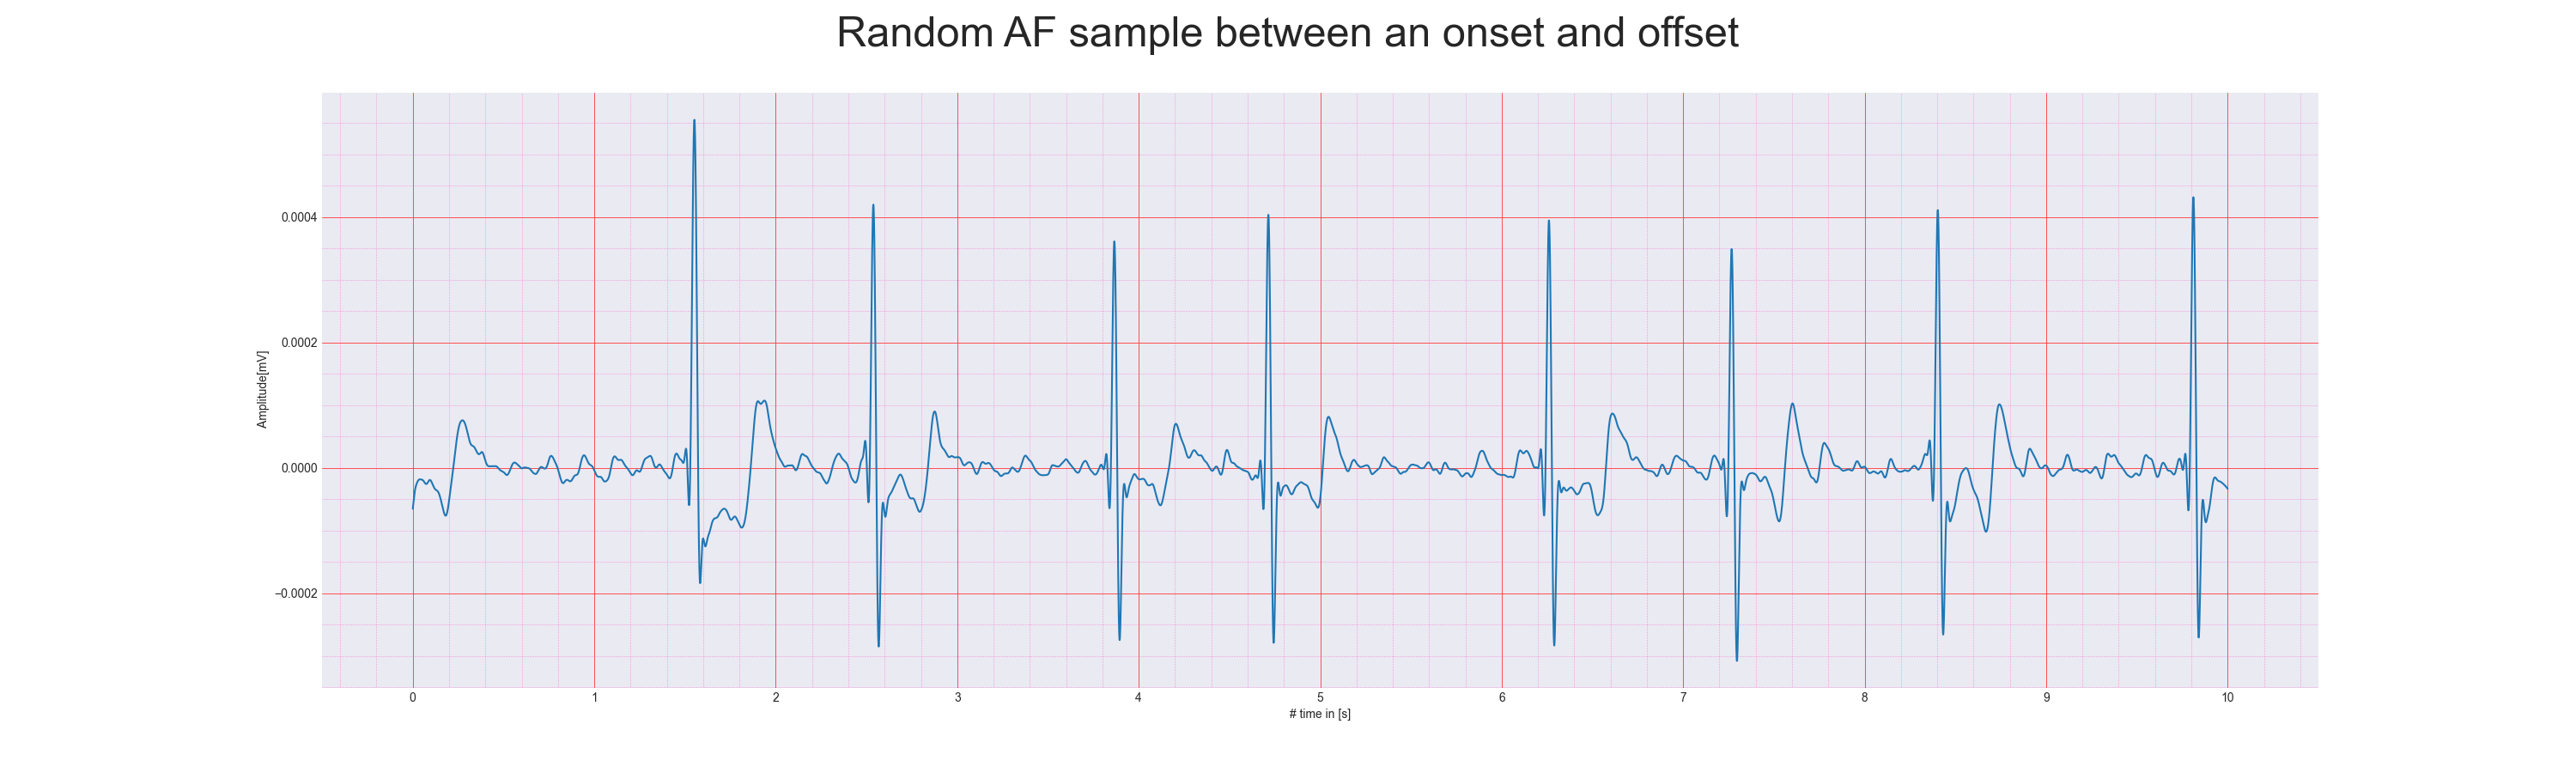 Random AF sample between an onset and offset
0.0004
0.0002
0.0000
−0.0002
Amplitude[mV]
0 1 2 3 4 5 6 7 8 9 10
# time in [s]